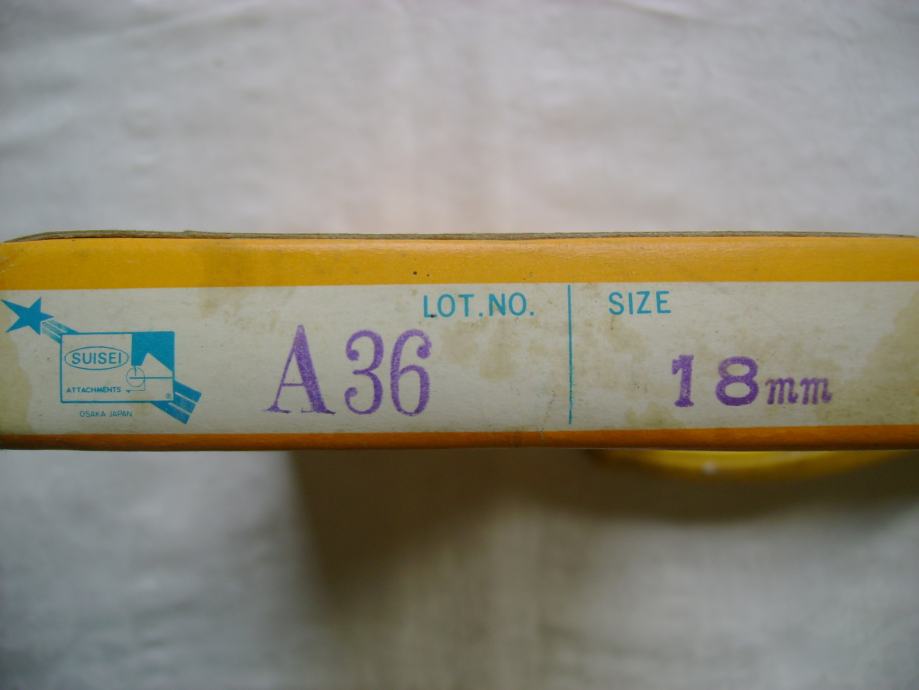 LOT.NO.
A36
SIZE
18mm
SUISEI
ATTACHMENTS
OSAKA JAPAN